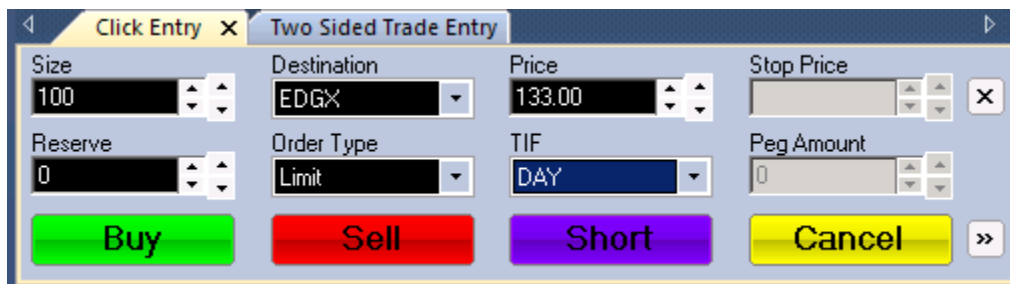 Click Entry X Two Sided Trade Entry
Size Destination Price Stop Price
100 EDGX 133.00
Reserve Order Type TIF Peg Amount
0 Limit DAY 0
Buy Sell Short Cancel »